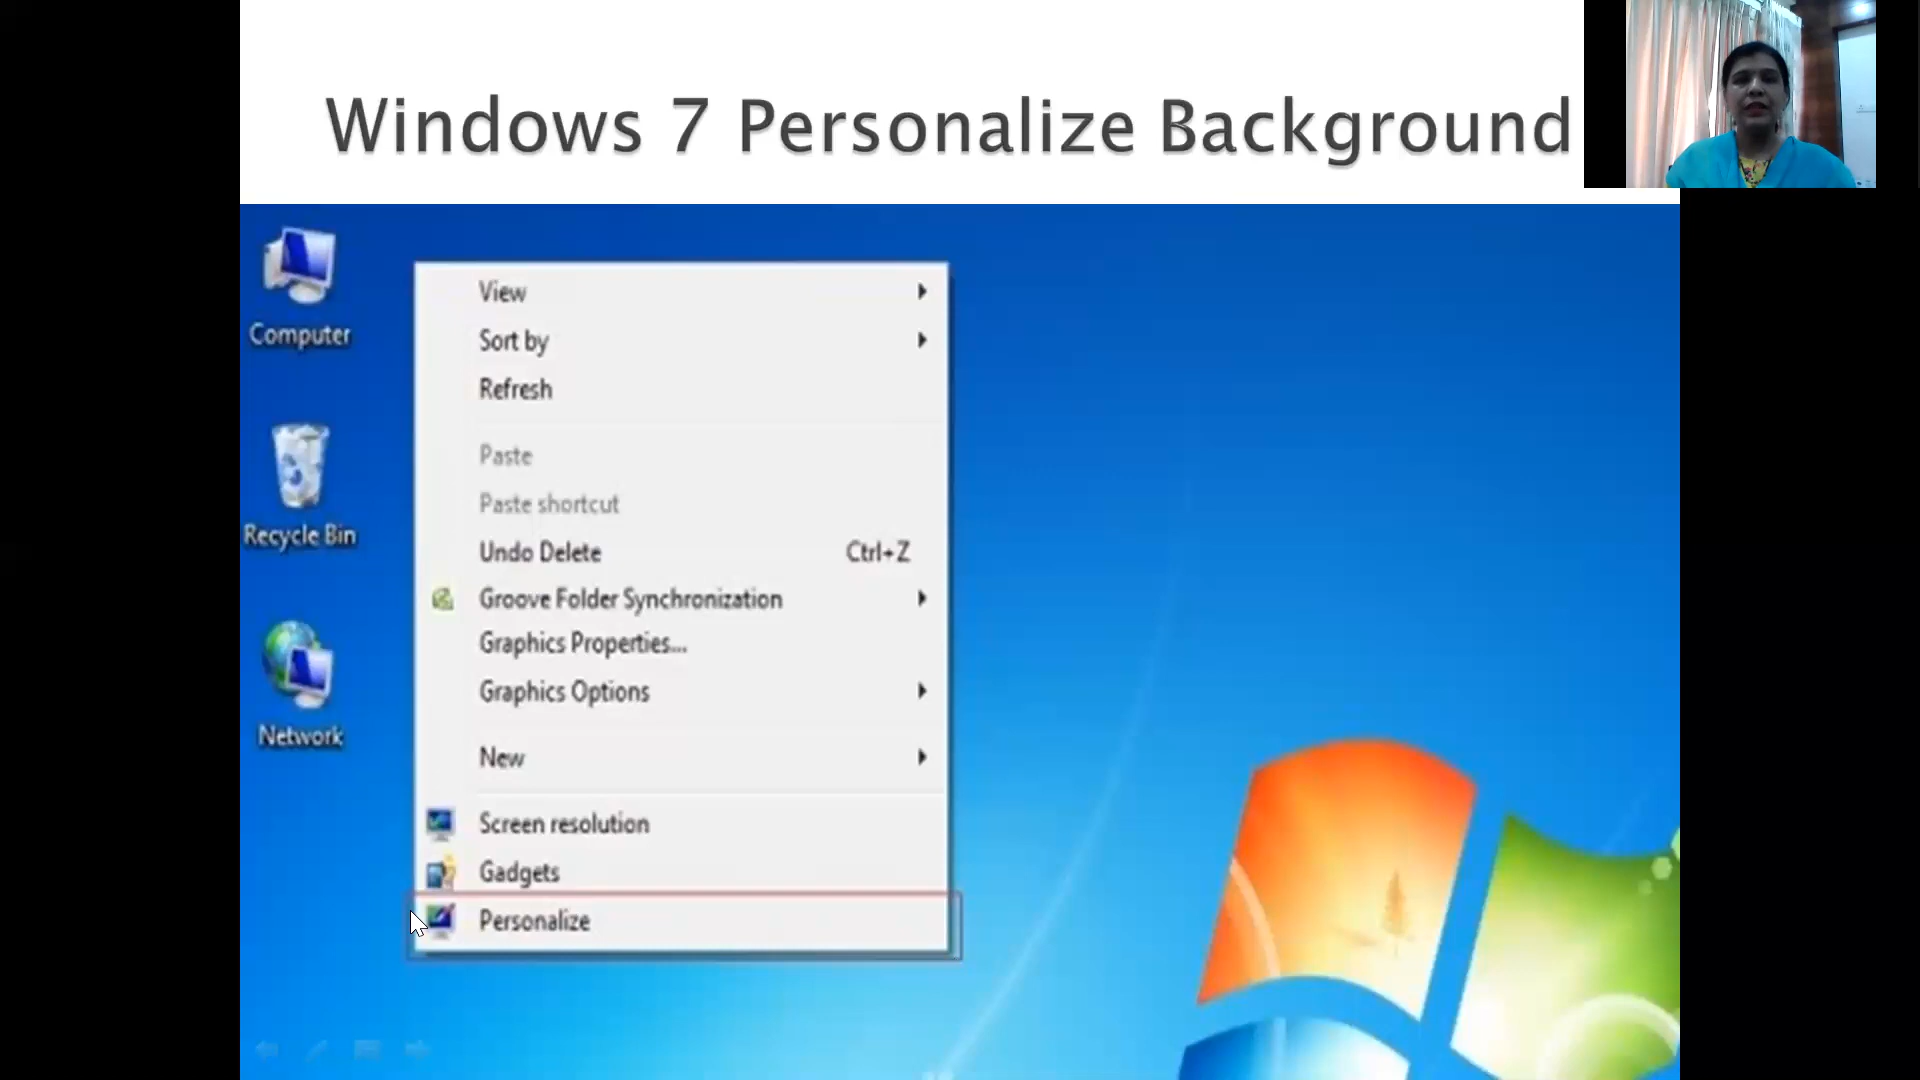 Windows 7 Personalize Background
Computer
Recycle Bin
Network
View
Sort by
Refresh
Paste
Paste shortcut
Undo Delete Ctrl+Z
Groove Folder Synchronization
Graphics Properties...
Graphics Options
New
Screen resolution
Gadgets
Personalize